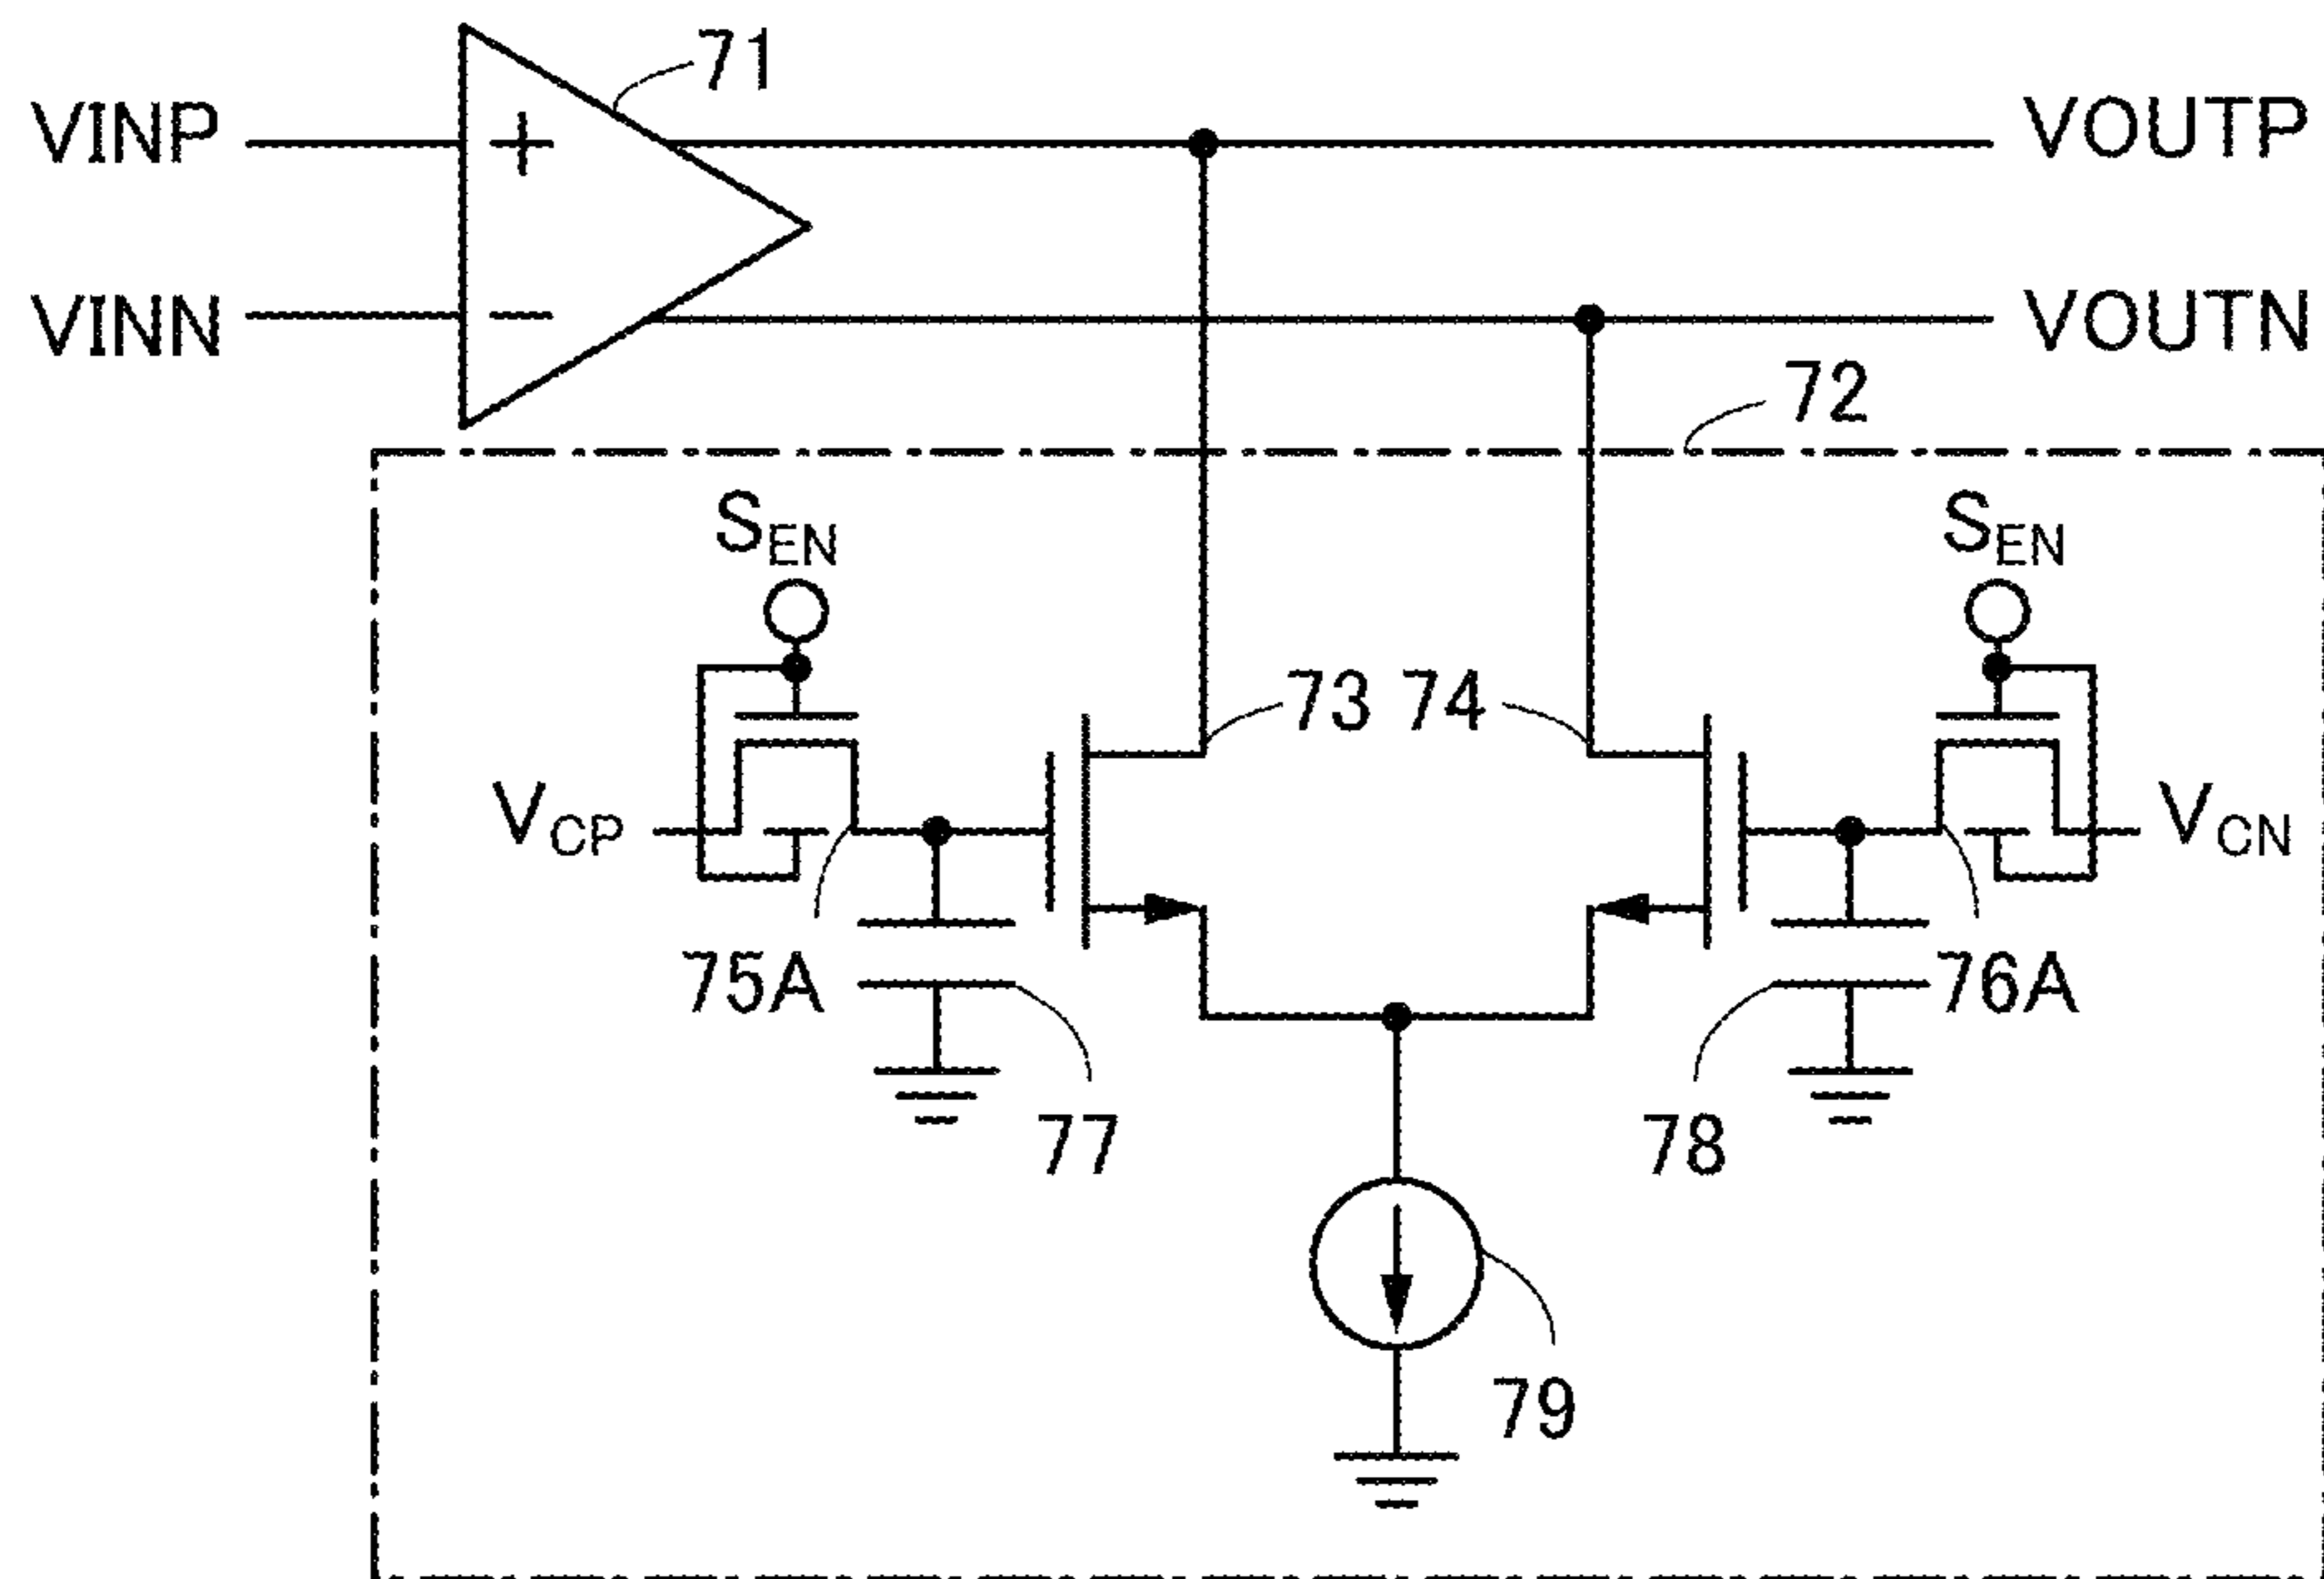 71
VINP
+
VOUTP
VINN
-
VOUTN
72
SEN
SEN
73
74
VCP
VCN
75A
76A
77
78
79